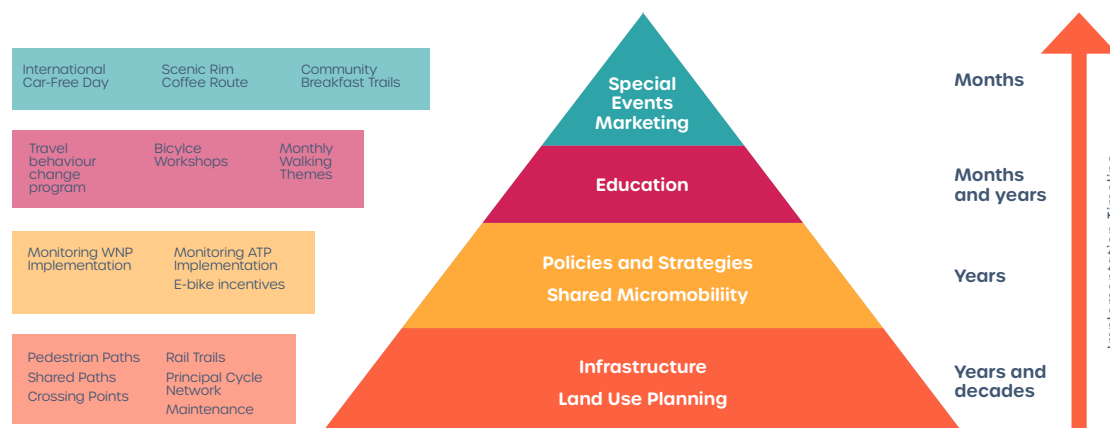 International
Car-Free Day
Scenic Rim
Coffee Route
Community
Breakfast Trails
Special
Events
Marketing
Months
Travel
behaviour
change
program
Bicylce
Workshops
Monthly
Walking
Themes
Education
Months
and years
Monitoring WNP
Implementation
Monitoring ATP
Implementation
E-bike incentives
Policies and Strategies
Shared Micromobiliity
Years
Pedestrian Paths
Shared Paths
Crossing Points
Rail Trails
Principal Cycle
Network
Maintenance
Infrastructure
Land Use Planning
Years and
decades